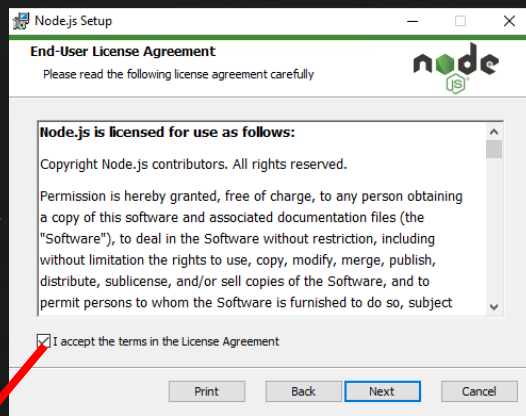 Node.js Setup
End-User License Agreement
Please read the following license agreement carefully
node
JS
Node.js is licensed for use as follows:
Copyright Node.js contributors. All rights reserved.
Permission is hereby granted, free of charge, to any person obtaining
a copy of this software and associated documentation files (the
"Software"), to deal in the Software without restriction, including
without limitation the rights to use, copy, modify, merge, publish,
distribute, sublicense, and/or sell copies of the Software, and to
permit persons to whom the Software is furnished to do so, subject
I accept the terms in the License Agreement
Print Back Next Cancel